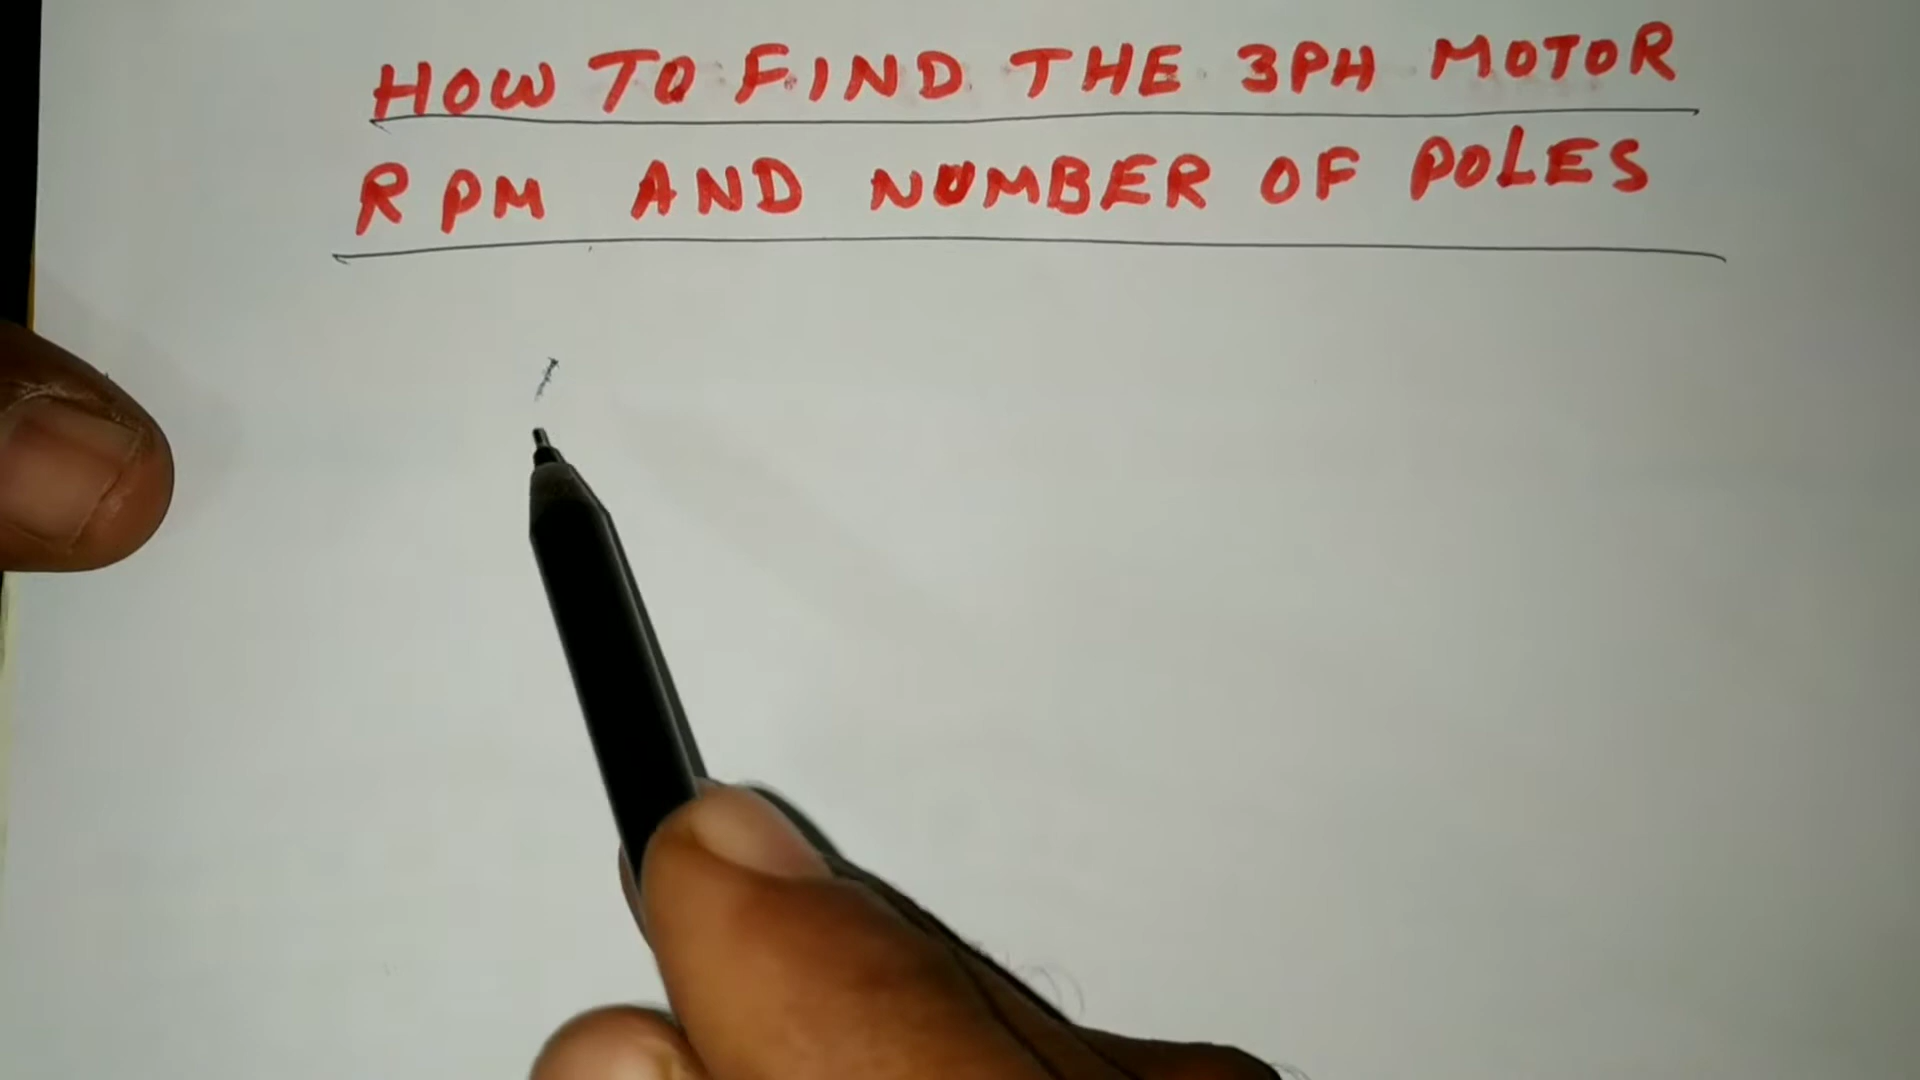 HOW TO FIND THE 3PH MOTOR
RPM AND NUMBER OF POLES